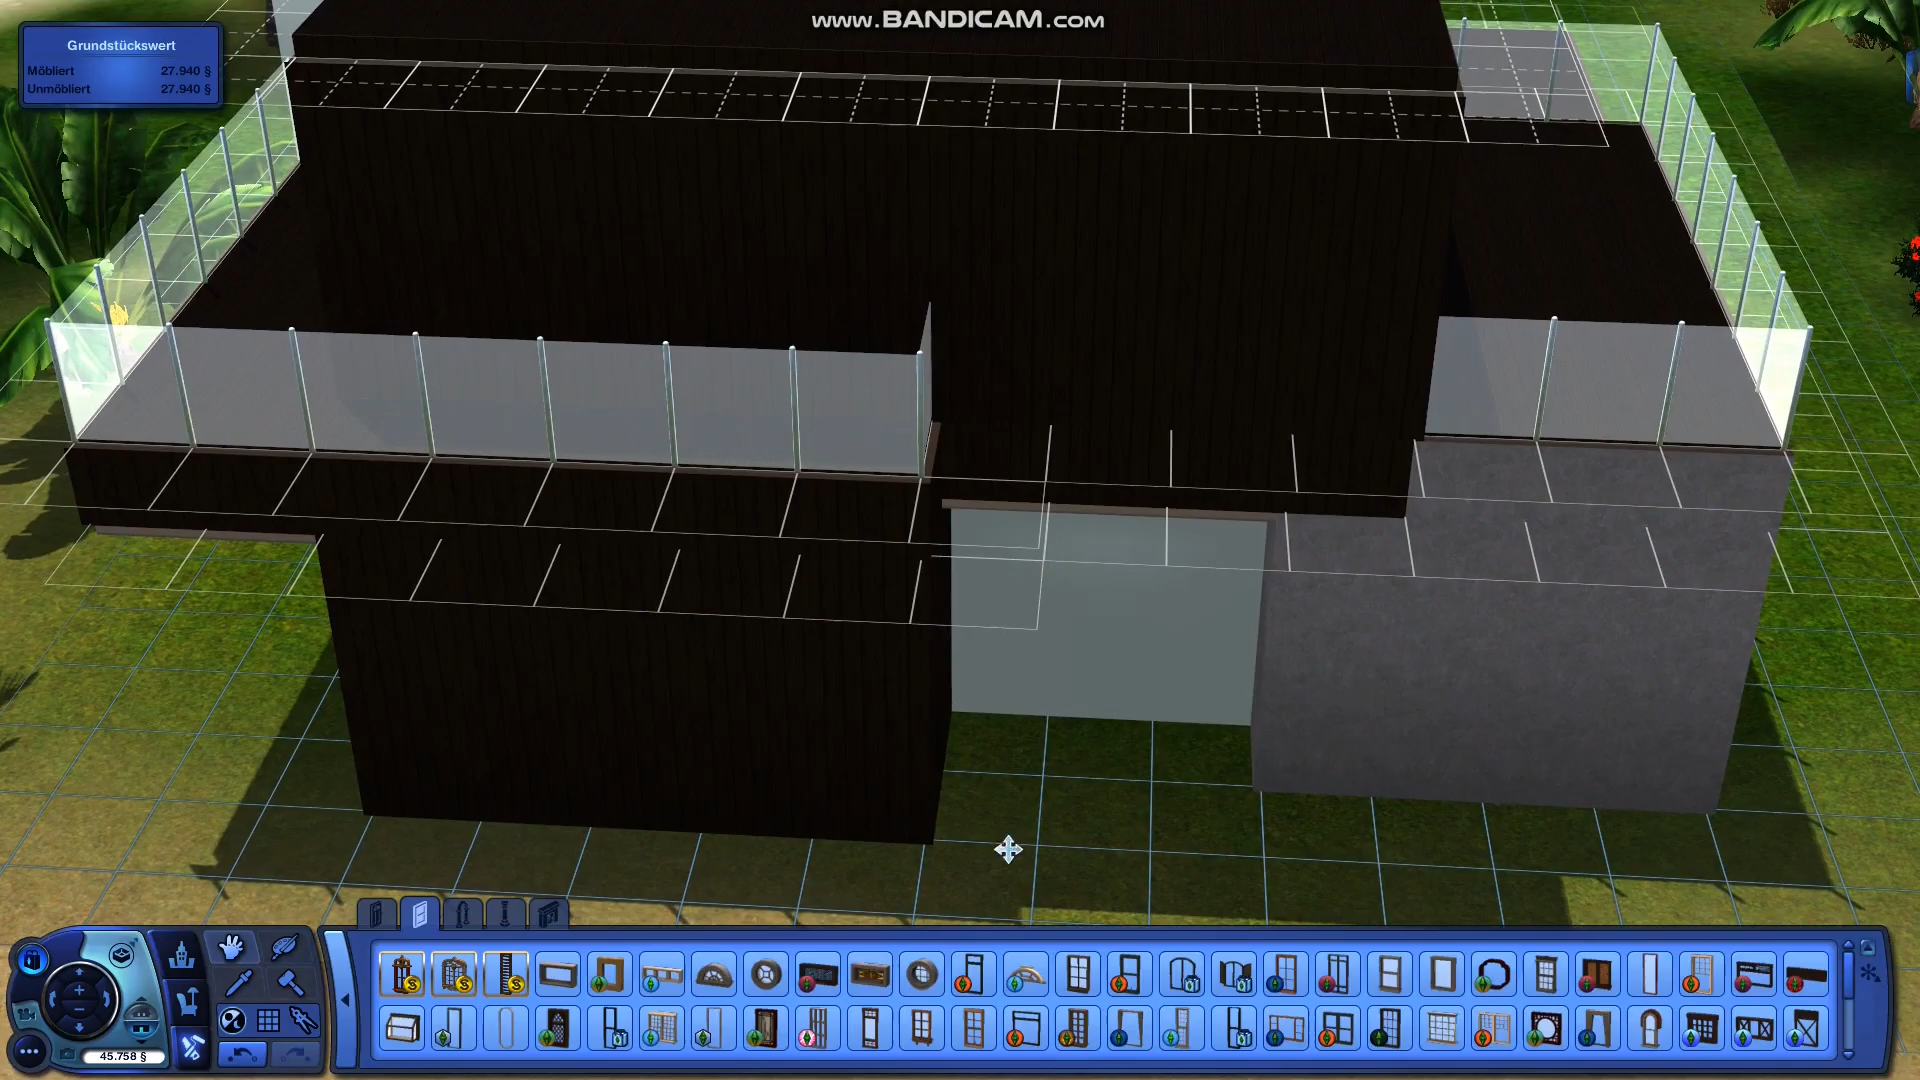 www.BANDICAM.com
Grundstückswert
Möbliert 27.940 §
Unmöbliert 27.940 §
45.758 §